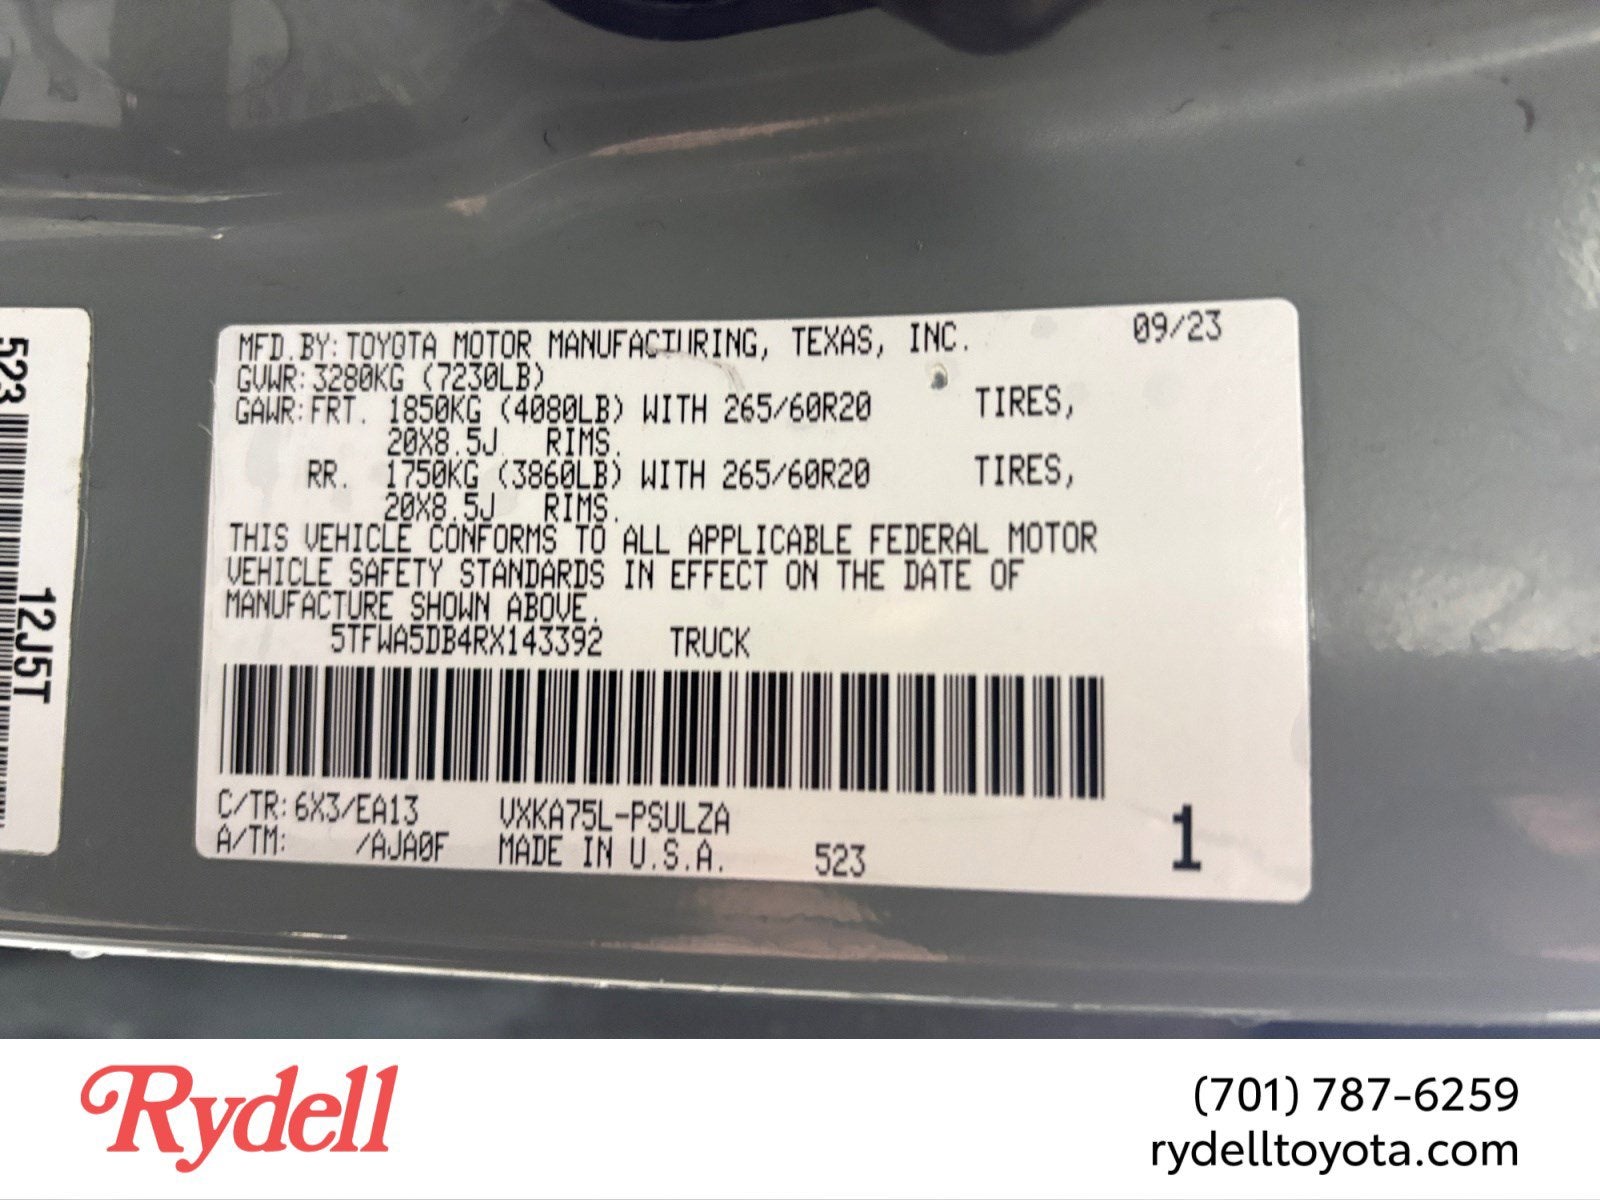 523
12J5T
MFD.BY: TOYOTA MOTOR MANUFACTURING, TEXAS, INC. 09/23
GVWR: 3280KG (7230LB)
GAWR: FRT. 1850KG (4080LB) WITH 265/60R20 TIRES,
20X8.5J RIMS.
RR. 1750KG (3860LB) WITH 265/60R20 TIRES,
20X8.5J RIMS.
THIS VEHICLE CONFORMS TO ALL APPLICABLE FEDERAL MOTOR
VEHICLE SAFETY STANDARDS IN EFFECT ON THE DATE OF
MANUFACTURE SHOWN ABOVE.
5TFWA5DB4RX143392 TRUCK
C/TR: 6X3/EA13 VXKA75L-PSULZA
A/TM: /AJA0F MADE IN U.S.A. 523 1
Rydell
(701) 787-6259
rydelltoyota.com